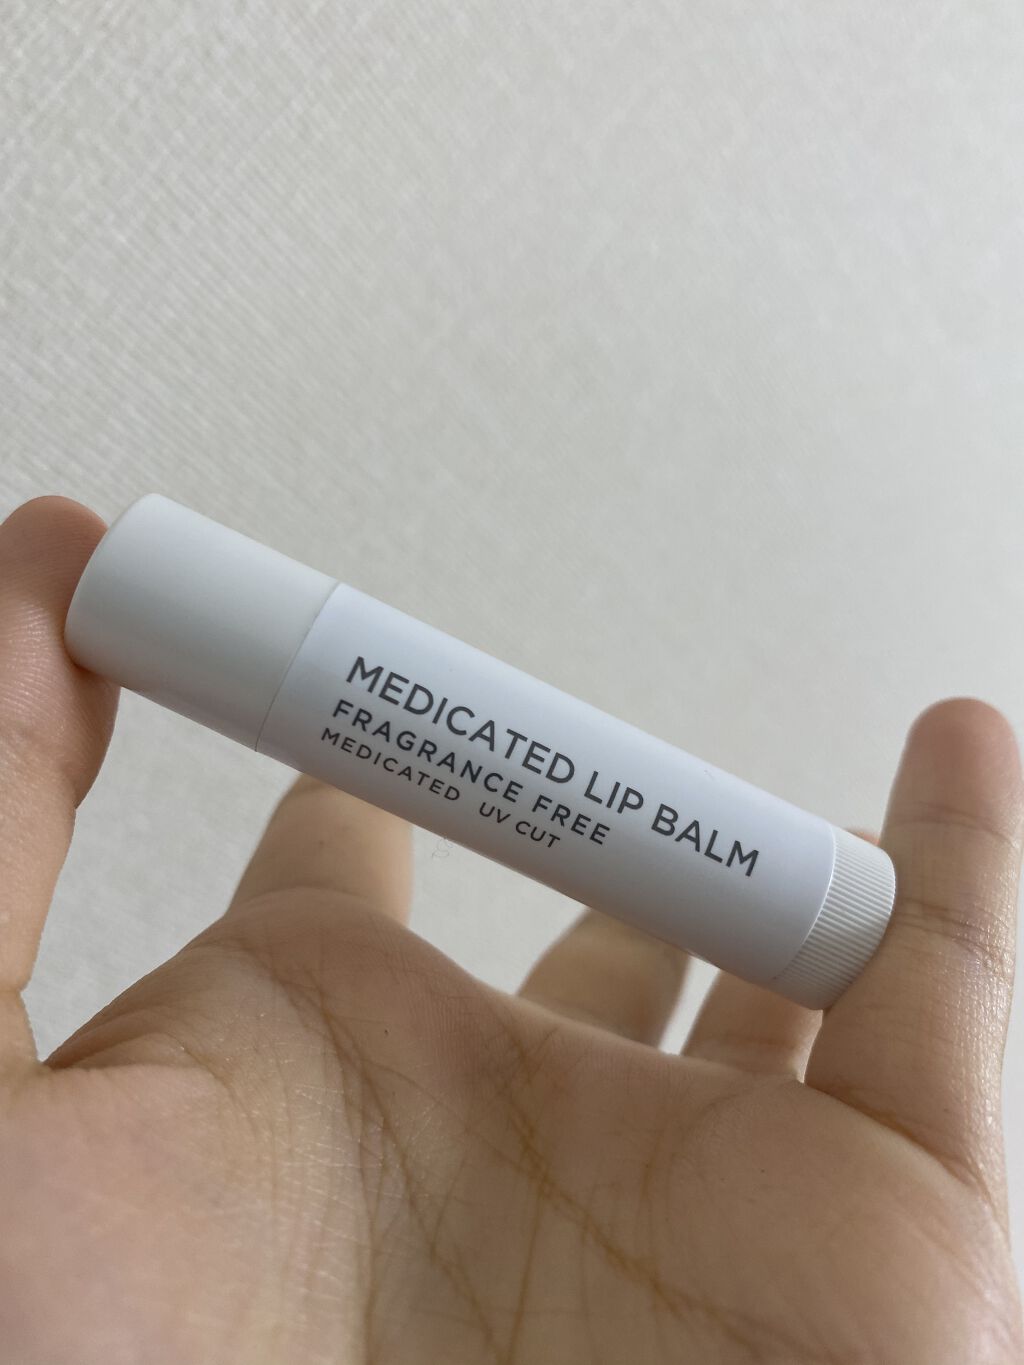 MEDICATED LIP BALM
FRAGRANCE FREE
MEDICATED UV CUT